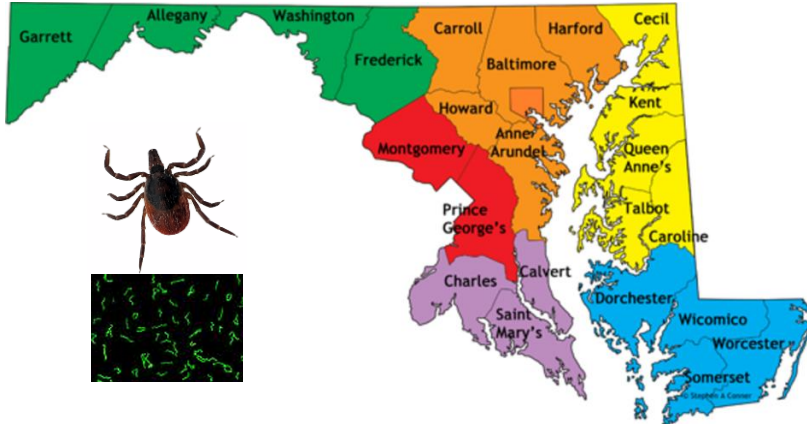 Garrett
Allegany
Washington
Frederick
Carroll
Harford
Cecil
Baltimore
Howard
Kent
Anne
Arundel
Montgomery
Queen
Anne's
Prince
George's
Talbot
Caroline
Charles
Calvert
Saint
Mary's
Dorchester
Wicomico
Worcester
Somerset
© Stephen A Conner